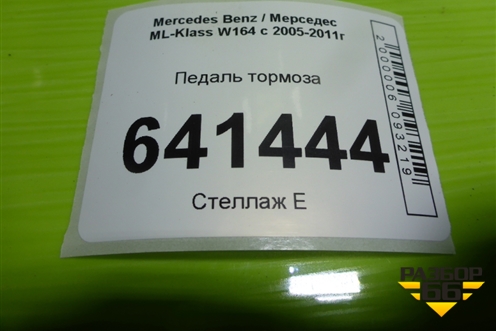 Mercedes Benz / Мерседес
ML-Klass W164 с 2005-2011г
Педаль тормоза
641444
Стеллаж Е
2000006093219
РАЗБОР
66